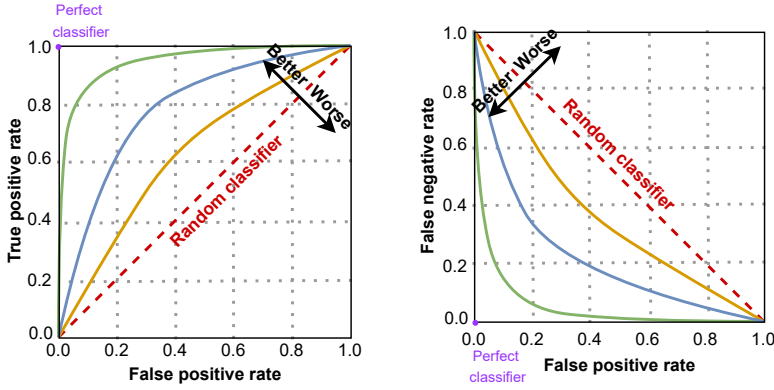 Perfect
classifier
1.0
0.8
0.6
0.4
0.2
0.0
True positive rate
Better Worse
Random classifier
0.0 0.2 0.4 0.6 0.8 1.0
False positive rate
1.0
0.8
0.6
0.4
0.2
0.0
False negative rate
Better Worse
Random classifier
0.0 0.2 0.4 0.6 0.8 1.0
Perfect
classifier
False positive rate